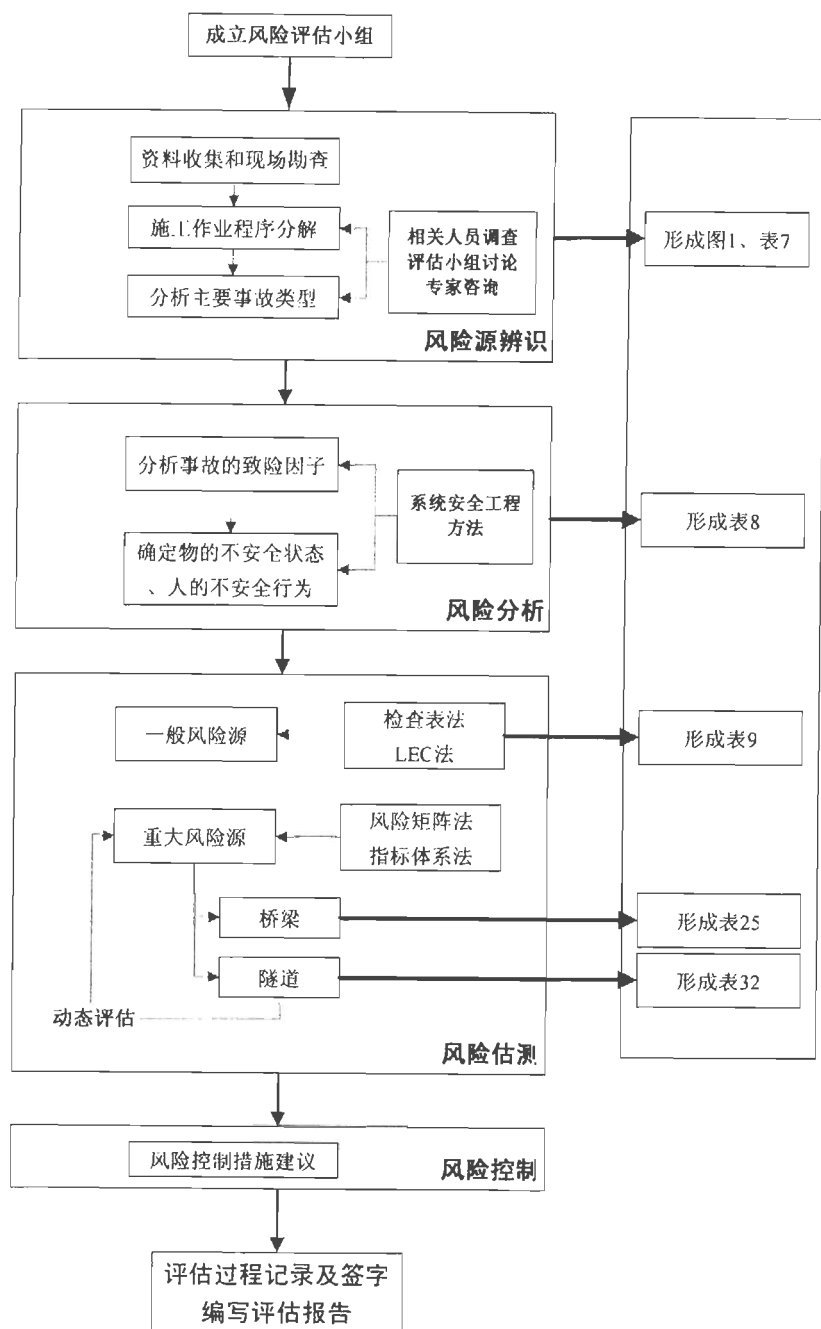 成立风险评估小组
资料收集和现场勘查
施工作业程序分解
分析主要事故类型
相关人员调查
评估小组讨论
专家咨询
风险源辨识
形成图1、表7
分析事故的致险因子
确定物的不安全状态
、人的不安全行为
系统安全工程
方法
风险分析
形成表8
一般风险源
检查表法
LEC法
形成表9
重大风险源
风险矩阵法
指标体系法
桥梁
形成表25
隧道
形成表32
动态评估
风险估测
风险控制措施建议
风险控制
评估过程记录及签字
编写评估报告